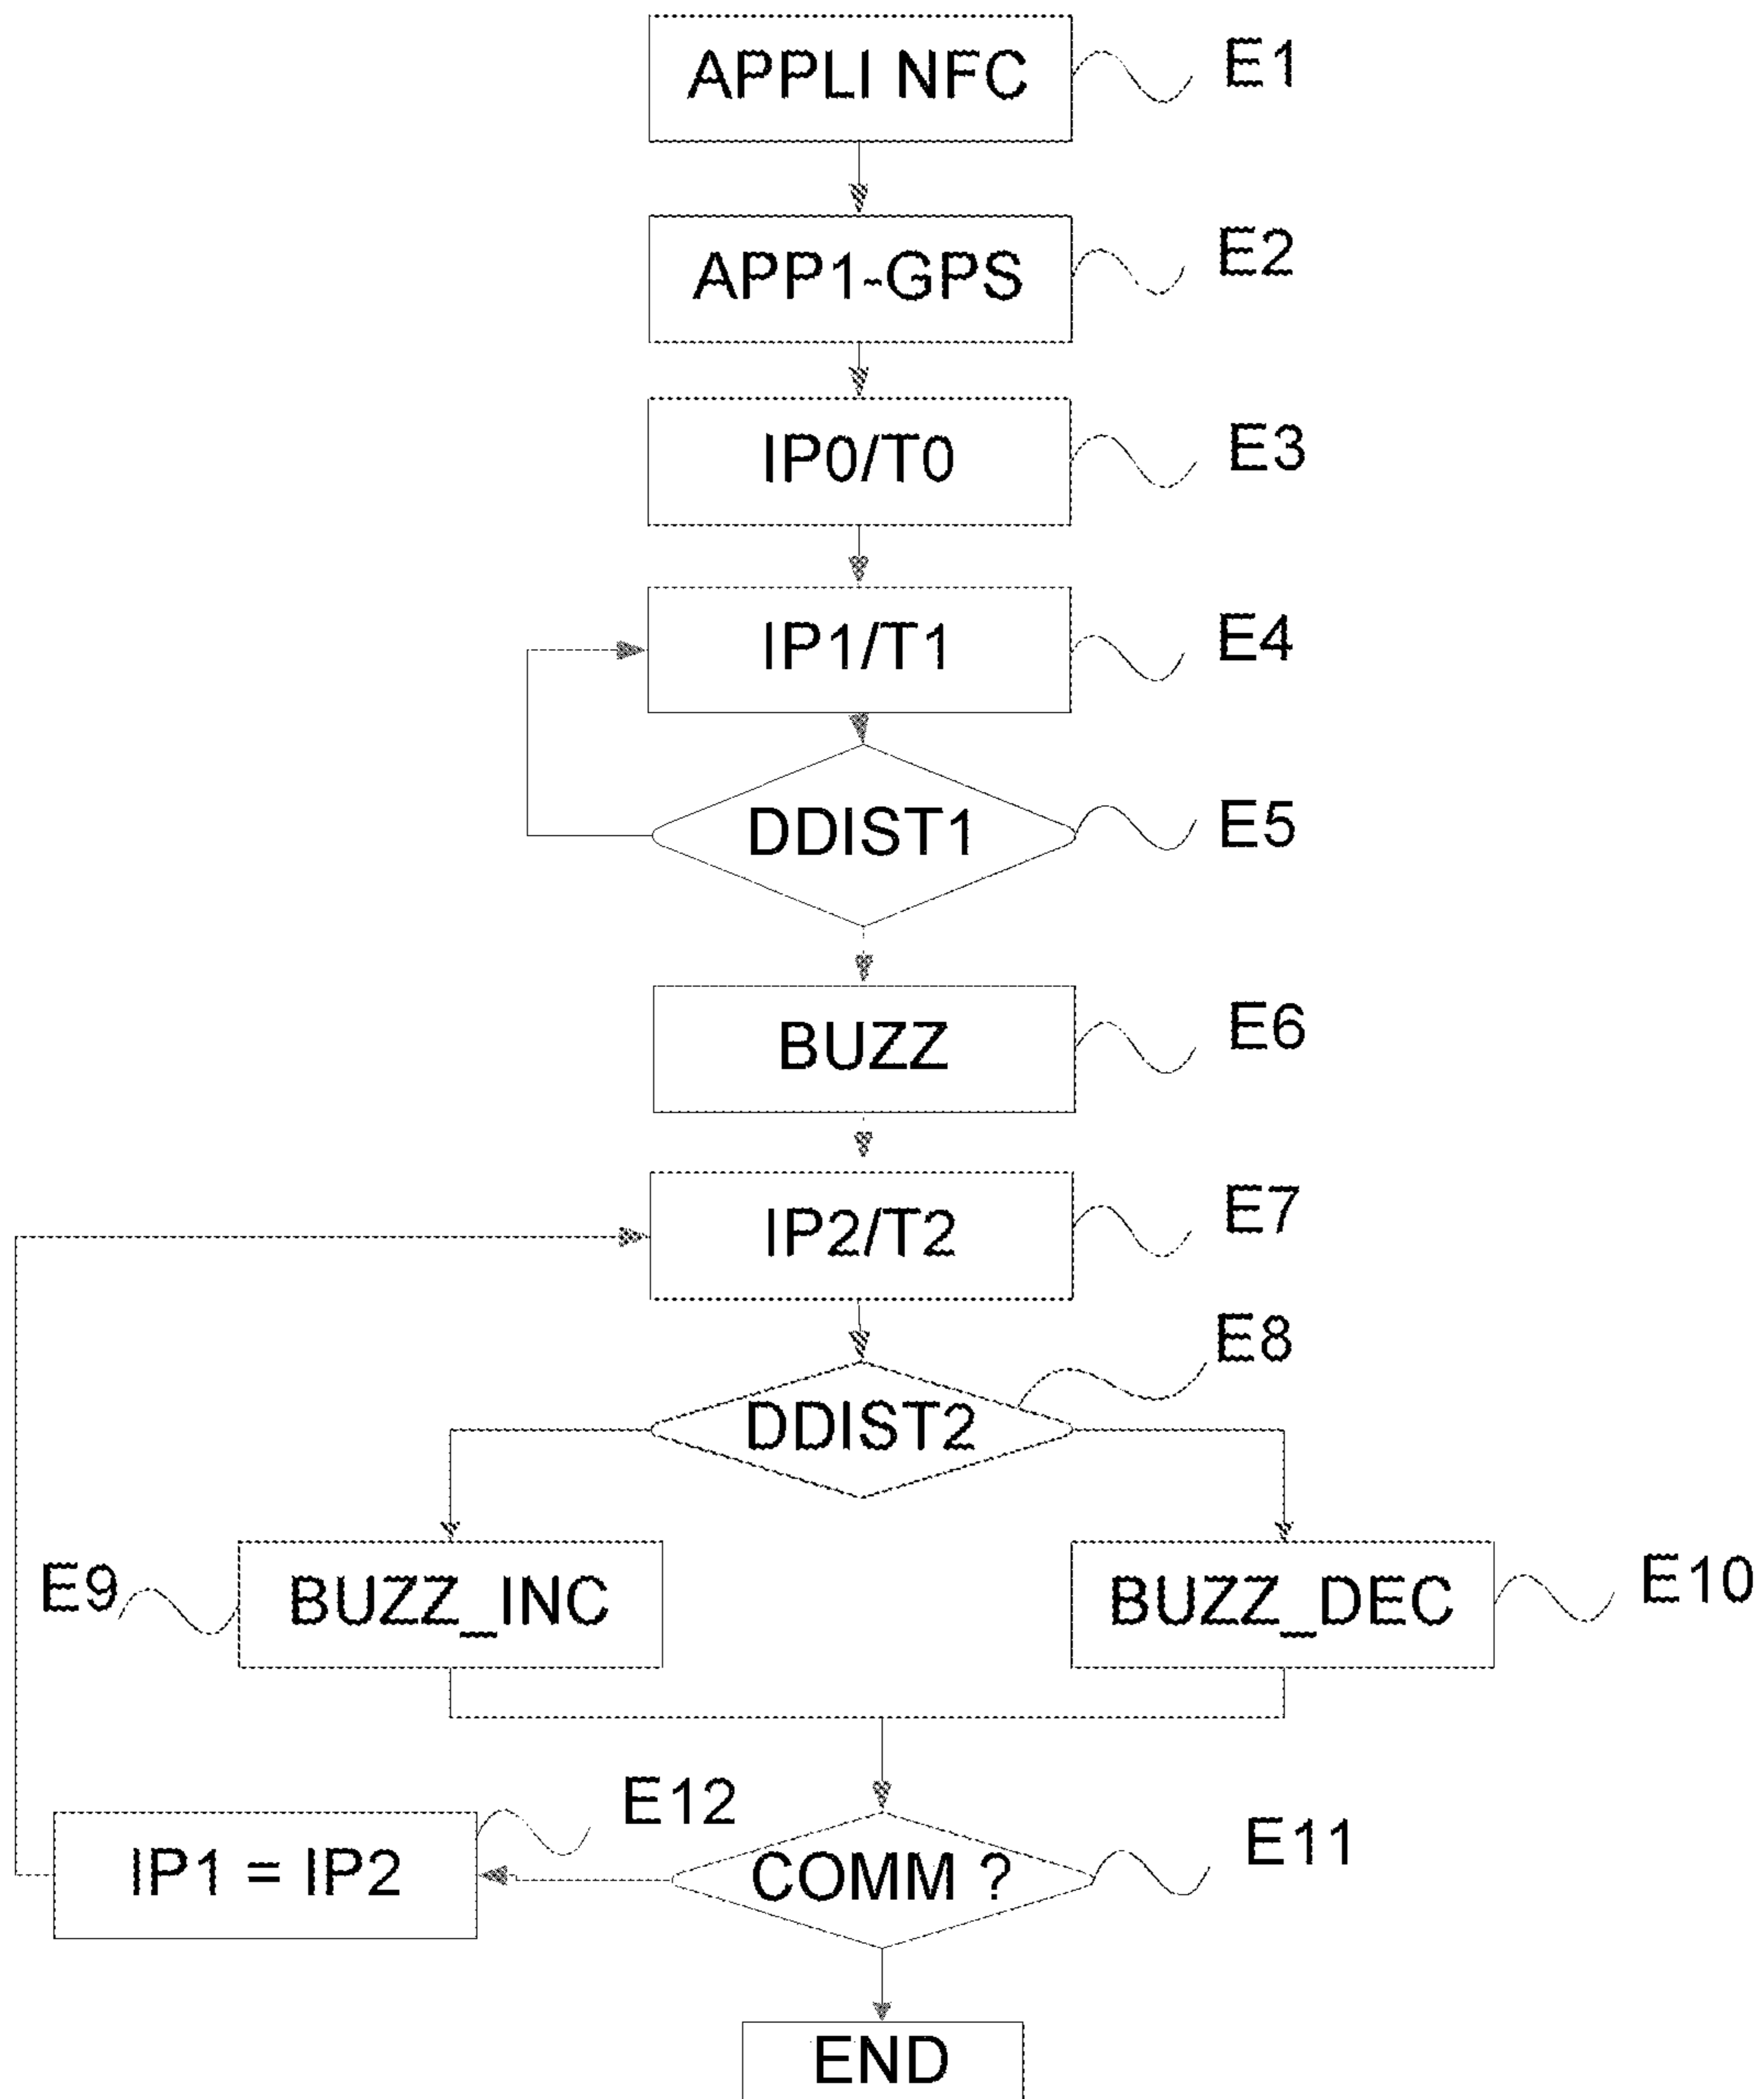 APPLI NFC
E1
APP1-GPS
E2
IP0/T0
E3
IP1/T1
E4
DDIST1
E5
BUZZ
E6
IP2/T2
E7
DDIST2
E8
E9
BUZZ_INC
BUZZ_DEC
E10
E12
IP1 = IP2
COMM ?
E11
END